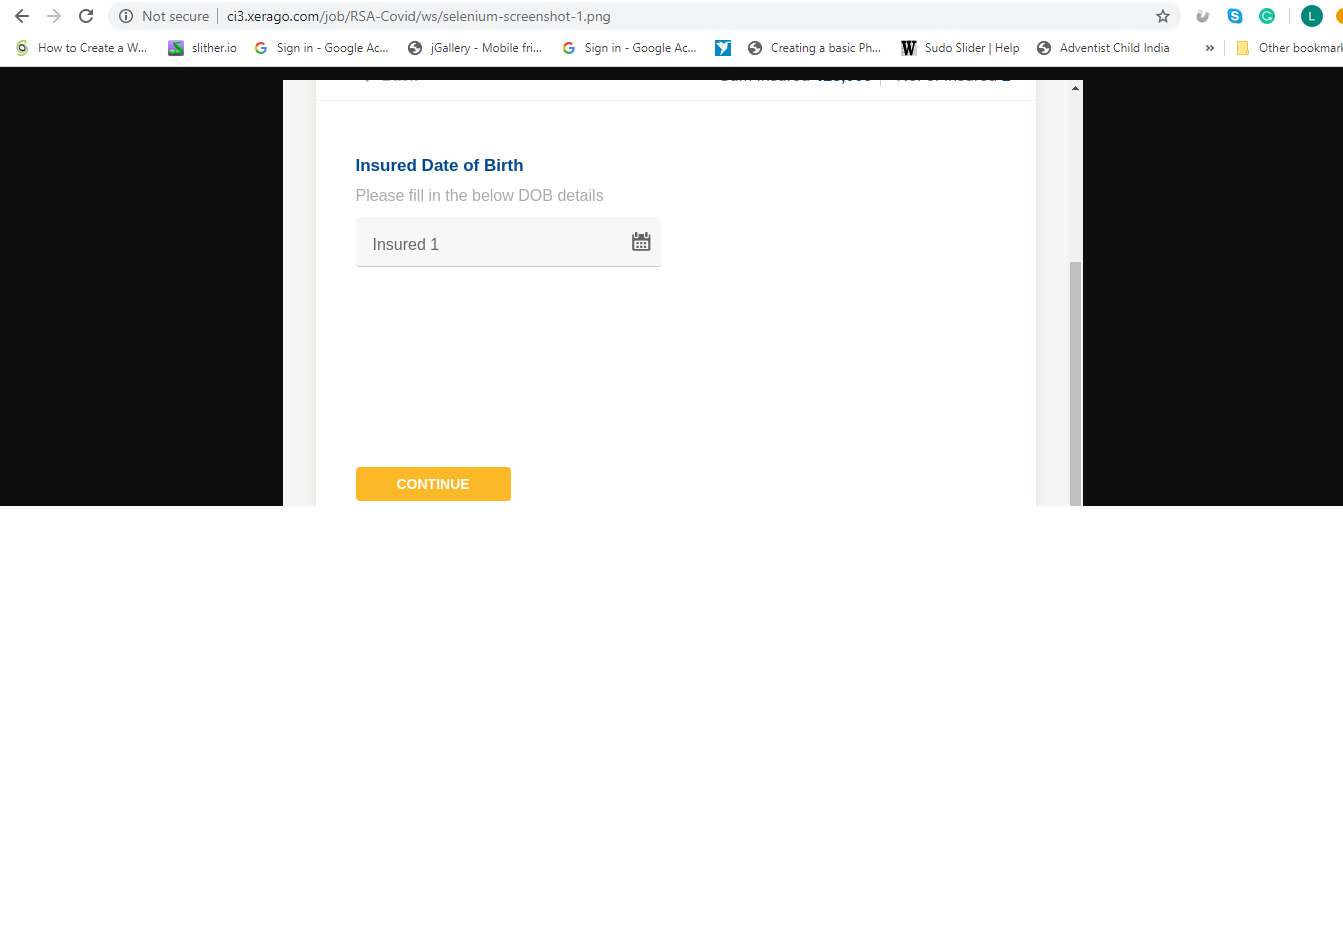 Not secure | ci3.xerago.com/job/RSA-Covid/ws/selenium-screenshot-1.png
L
How to Create a W... slither.io Sign in - Google Ac... jGallery - Mobile fri... Sign in - Google Ac... Creating a basic Ph... Sudo Slider | Help Adventist Child India » Other bookmark
Insured Date of Birth
Please fill in the below DOB details
Insured 1
CONTINUE